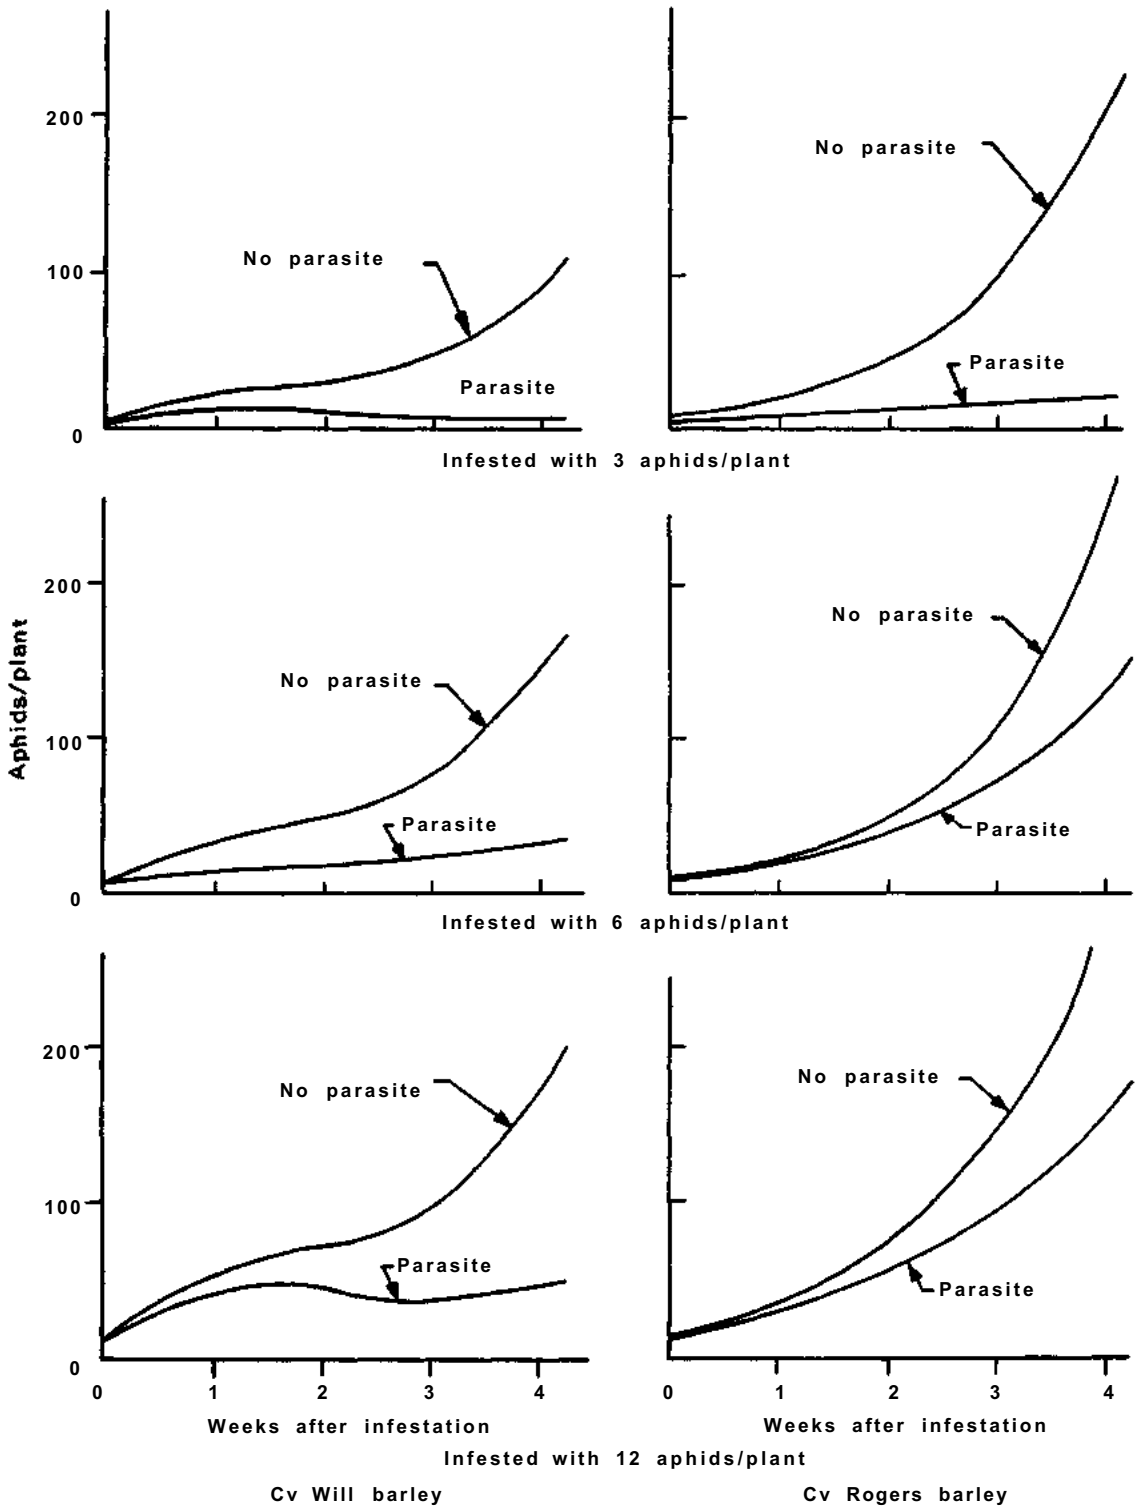 200
No parasite
No parasite
100
Parasite
Parasite
0
Infested with 3 aphids/plant
200
No parasite
No parasite
Aphids/plant
100
Parasite
Parasite
0
Infested with 6 aphids/plant
200
No parasite
No parasite
100
Parasite
Parasite
0
0 1 2 3 4
0 1 2 3 4
Weeks after infestation
Weeks after infestation
Infested with 12 aphids/plant
Cv Will barley
Cv Rogers barley